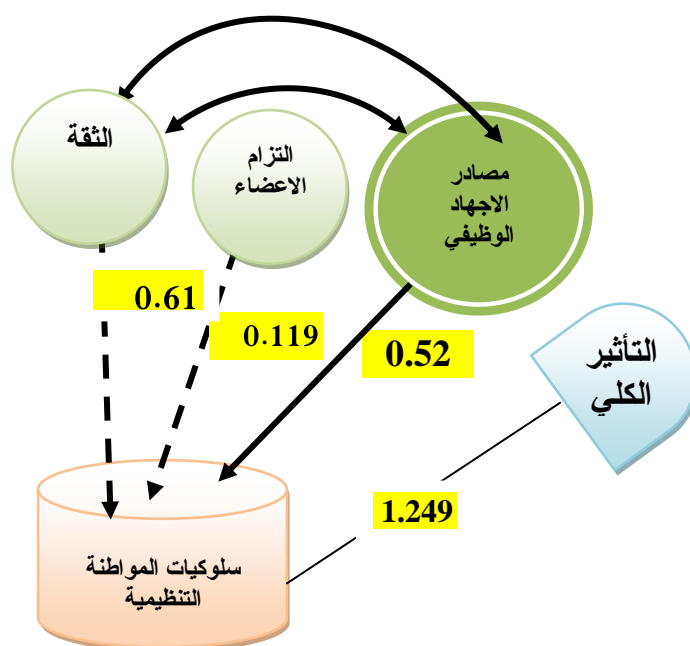 الثقة
التزام
الاعضاء
مصادر
الاجهاد
الوظيفي
0.61
0.119
0.52
التأثير
الكلي
1.249
سلوكيات المواطنة
التنظيمية